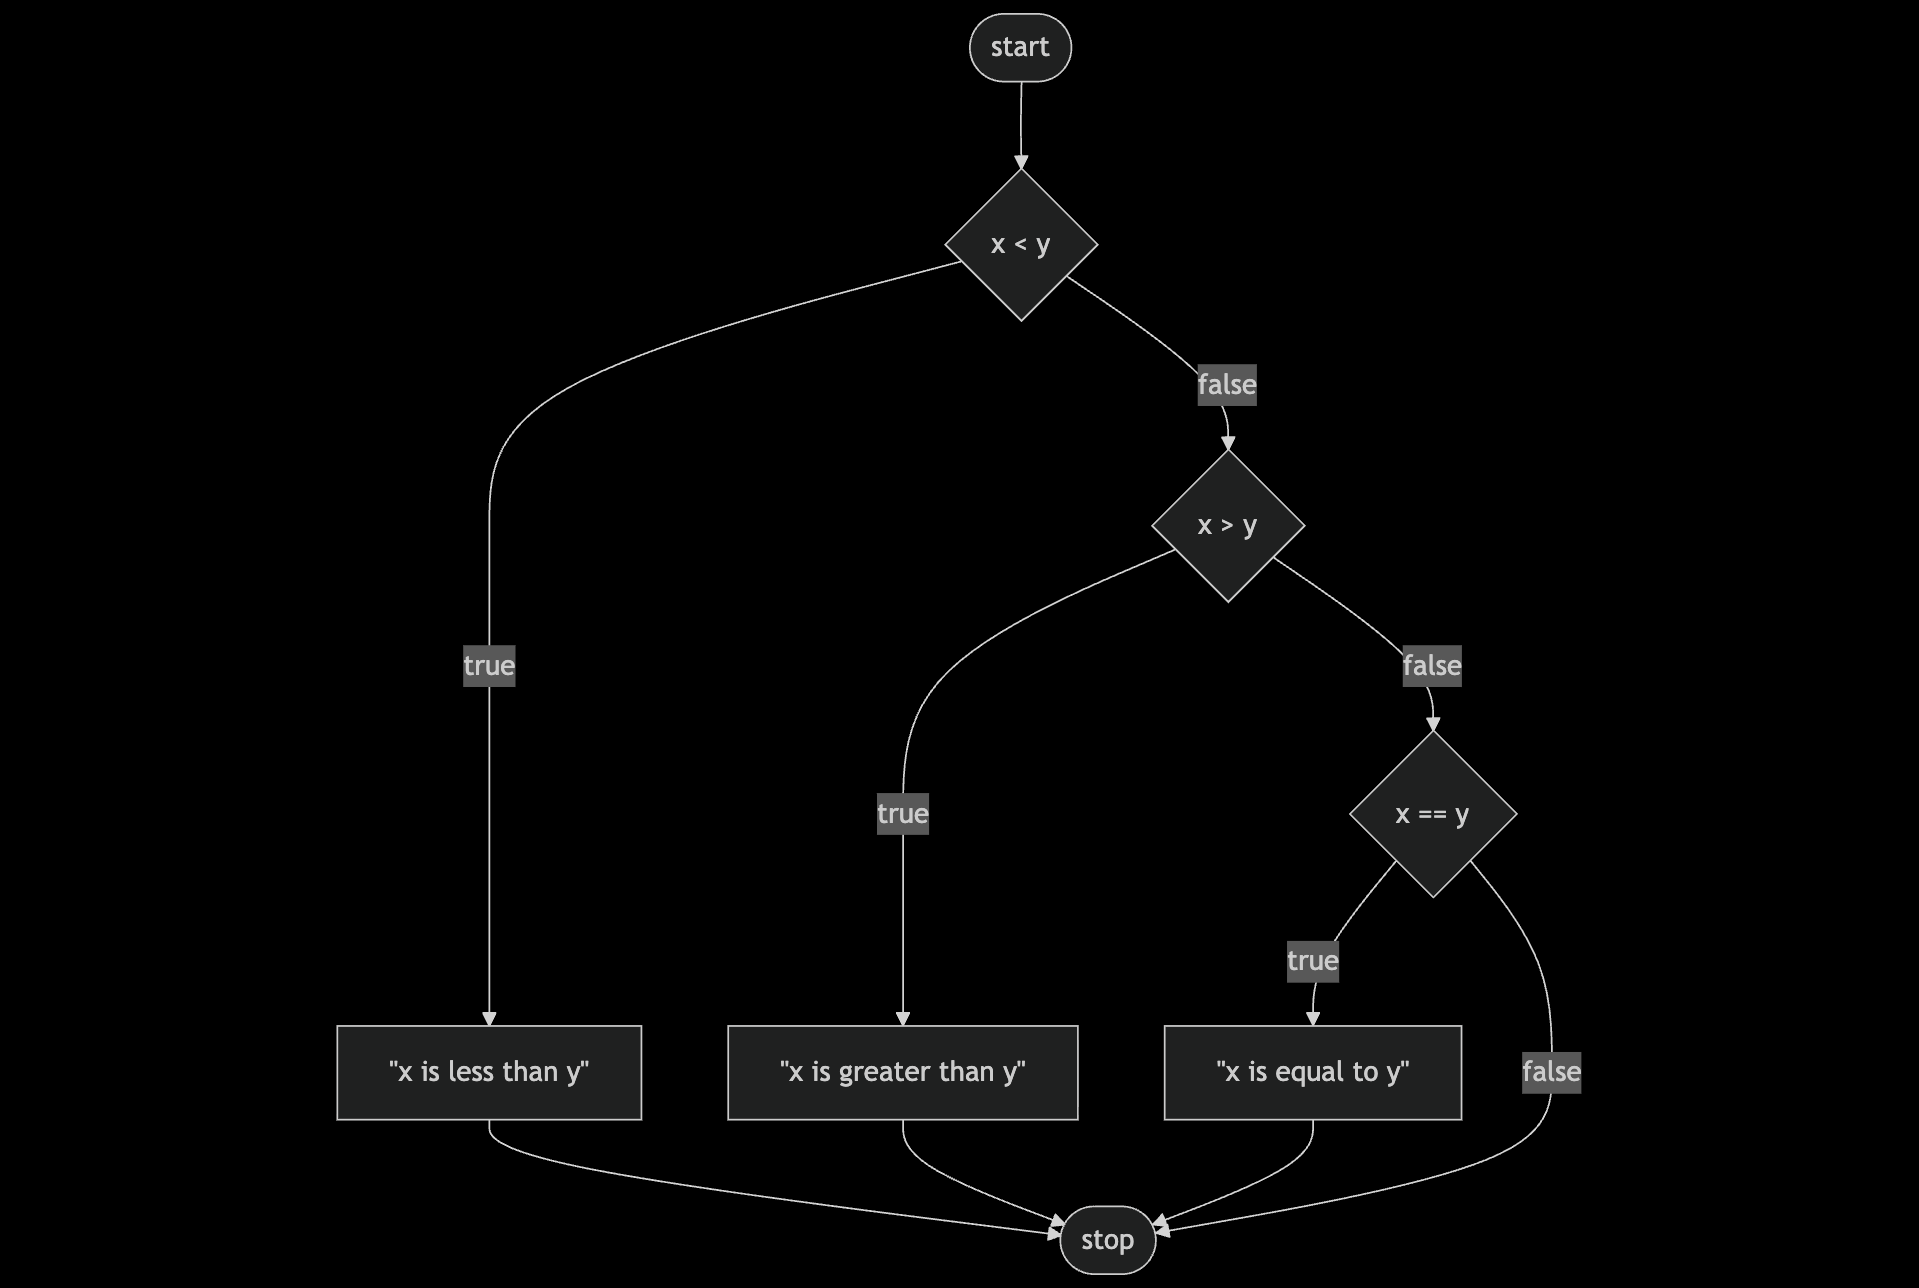 start
x < y
false
x > y
true
false
true
x == y
true
"x is less than y"
"x is greater than y"
"x is equal to y"
false
stop